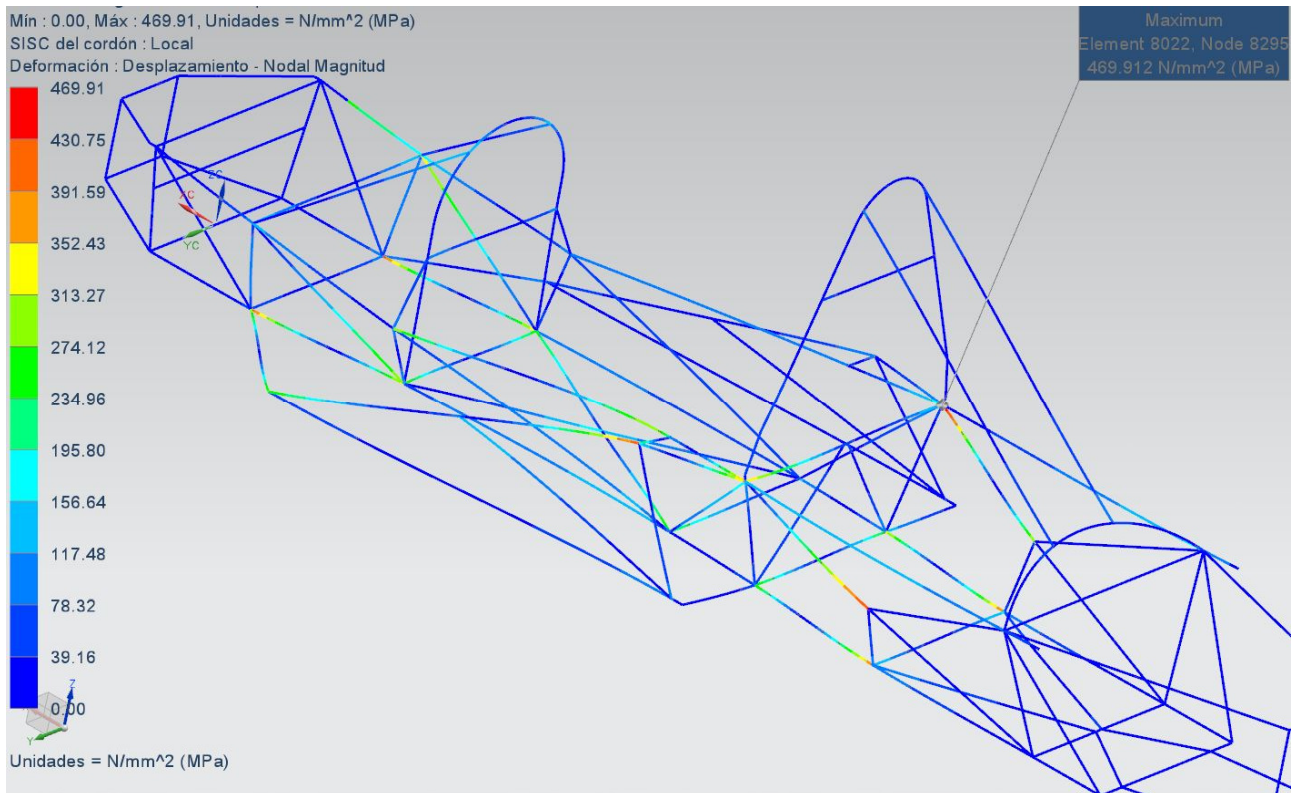 Mín : 0.00, Máx : 469.91, Unidades = N/mm^2 (MPa)
SISC del cordón : Local
Deformación : Desplazamiento - Nodal Magnitud
Maximum
Element 8022, Node 8295
469.912 N/mm^2 (MPa)
469.91
430.75
391.59
352.43
313.27
274.12
234.96
195.80
156.64
117.48
78.32
39.16
0.00
ZC
XC
YC
Z
Y
Unidades = N/mm^2 (MPa)